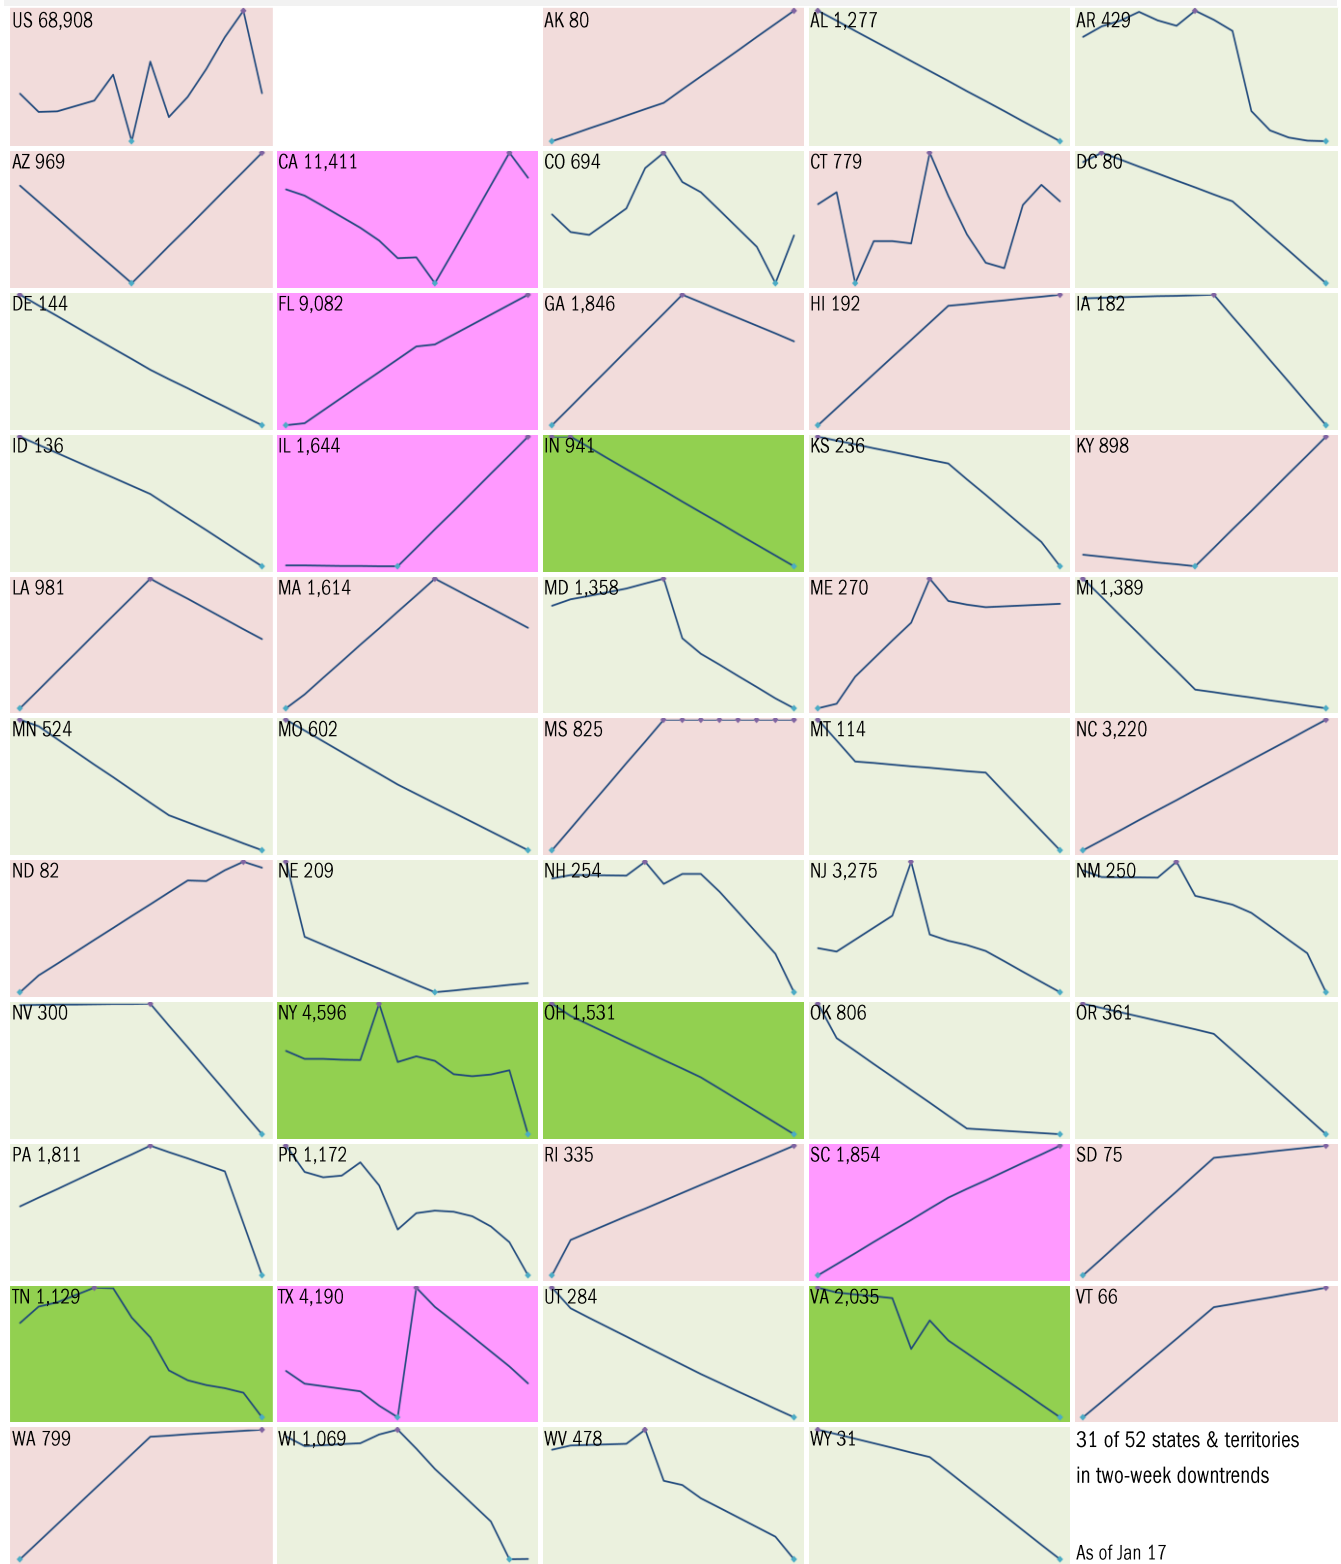 US 68,908
AK 80
AL 1,277
AR 429
AZ 969
CA 11,411
CO 694
CT 779
DC 80
DE 144
FL 9,082
GA 1,846
HI 192
IA 182
ID 136
IL 1,644
IN 941
KS 236
KY 898
LA 981
MA 1,614
MD 1,358
ME 270
MI 1,389
MN 524
MO 602
MS 825
MT 114
NC 3,220
ND 82
NE 209
NH 254
NJ 3,275
NM 250
NV 300
NY 4,596
OH 1,531
OK 806
OR 361
PA 1,811
PR 1,172
RI 335
SC 1,854
SD 75
TN 1,129
TX 4,190
UT 284
VA 2,035
VT 66
WA 799
WI 1,069
WV 478
WY 31
31 of 52 states & territories
in two-week downtrends
As of Jan 17